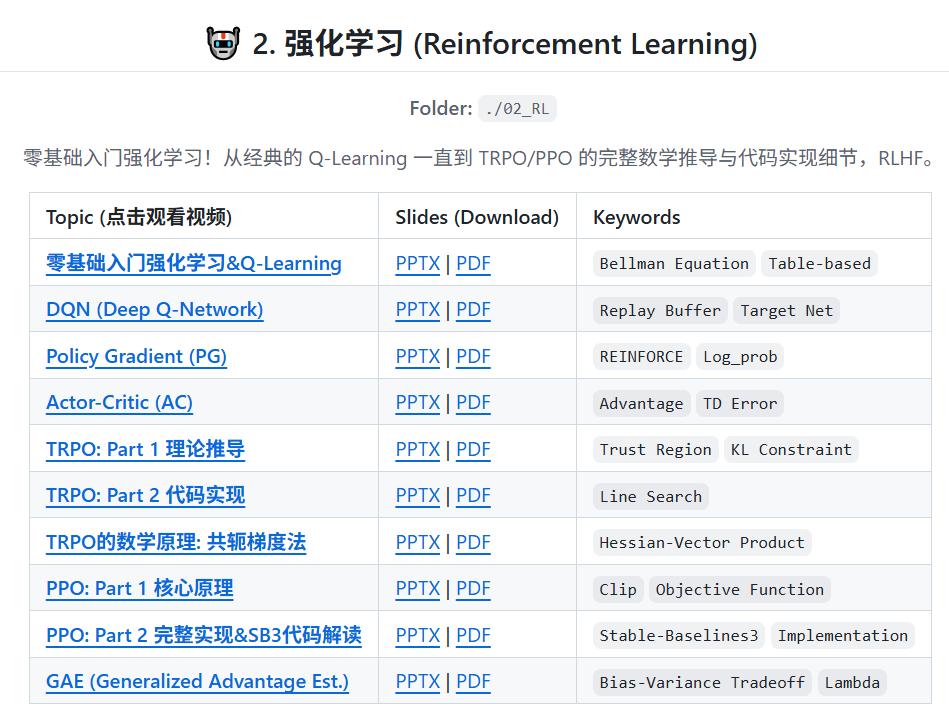 2. 强化学习 (Reinforcement Learning)
Folder: ./02_RL
零基础入门强化学习！从经典的 Q-Learning 一直到 TRPO/PPO 的完整数学推导与代码实现细节，RLHF。
Topic (点击观看视频) Slides (Download) Keywords
零基础入门强化学习&Q-Learning PPTX | PDF Bellman Equation Table-based
DQN (Deep Q-Network) PPTX | PDF Replay Buffer Target Net
Policy Gradient (PG) PPTX | PDF REINFORCE Log_prob
Actor-Critic (AC) PPTX | PDF Advantage TD Error
TRPO: Part 1 理论推导 PPTX | PDF Trust Region KL Constraint
TRPO: Part 2 代码实现 PPTX | PDF Line Search
TRPO的数学原理: 共轭梯度法 PPTX | PDF Hessian-Vector Product
PPO: Part 1 核心原理 PPTX | PDF Clip Objective Function
PPO: Part 2 完整实现&SB3代码解读 PPTX | PDF Stable-Baselines3 Implementation
GAE (Generalized Advantage Est.) PPTX | PDF Bias-Variance Tradeoff Lambda